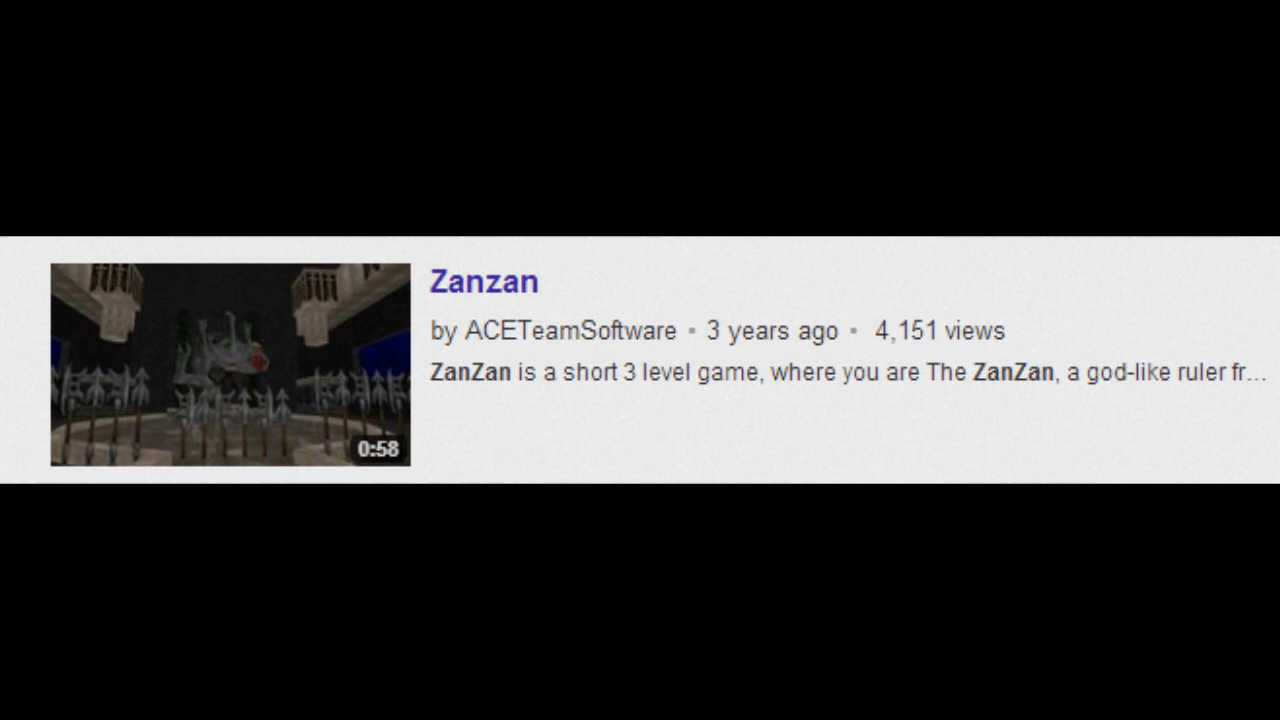 Zanzan
by ACETeamSoftware • 3 years ago • 4,151 views
ZanZan is a short 3 level game, where you are The ZanZan, a god-like ruler fr...
0:58